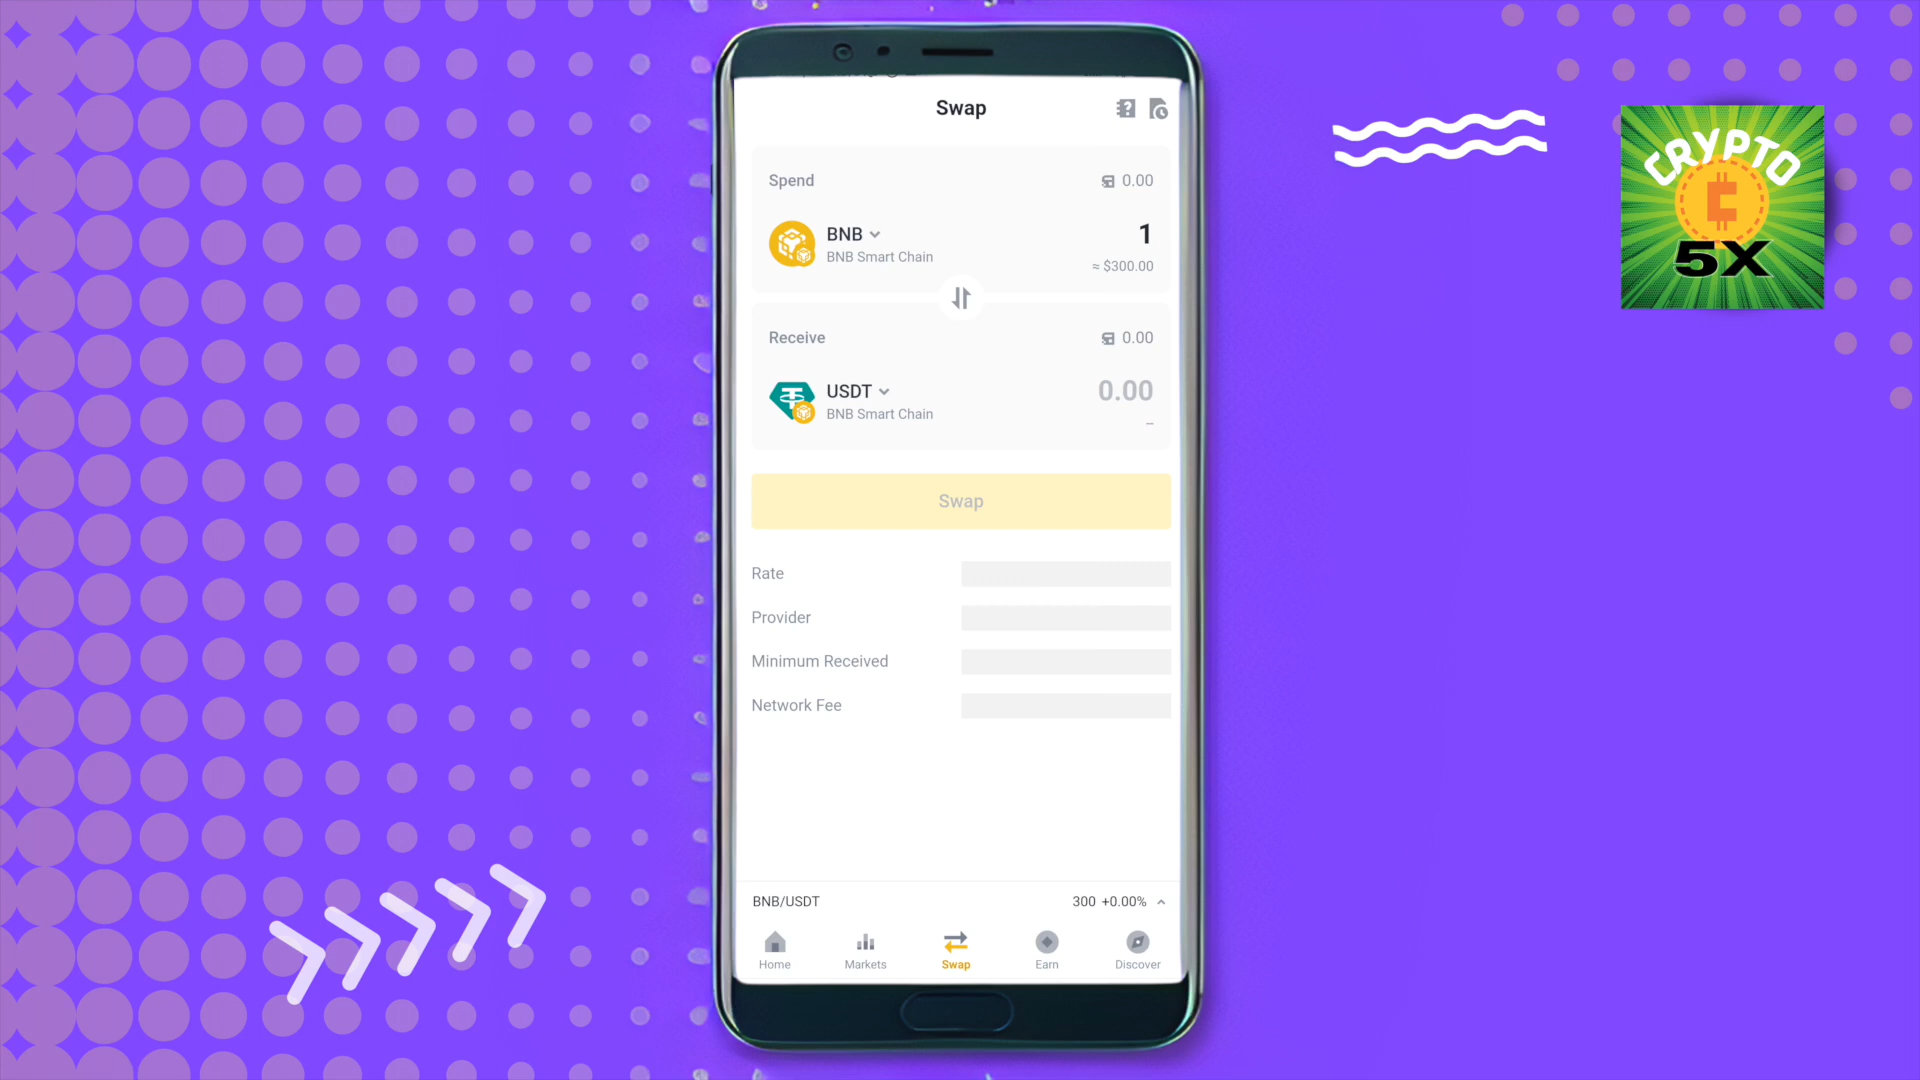 Swap
Spend
0.00
BNB
1
BNB Smart Chain
≈ $300.00
Receive
0.00
USDT
0.00
BNB Smart Chain
–
Swap
Rate
Provider
Minimum Received
Network Fee
BNB/USDT
300 +0.00%
Home
Markets
Swap
Earn
Discover
CRYPTO
5X